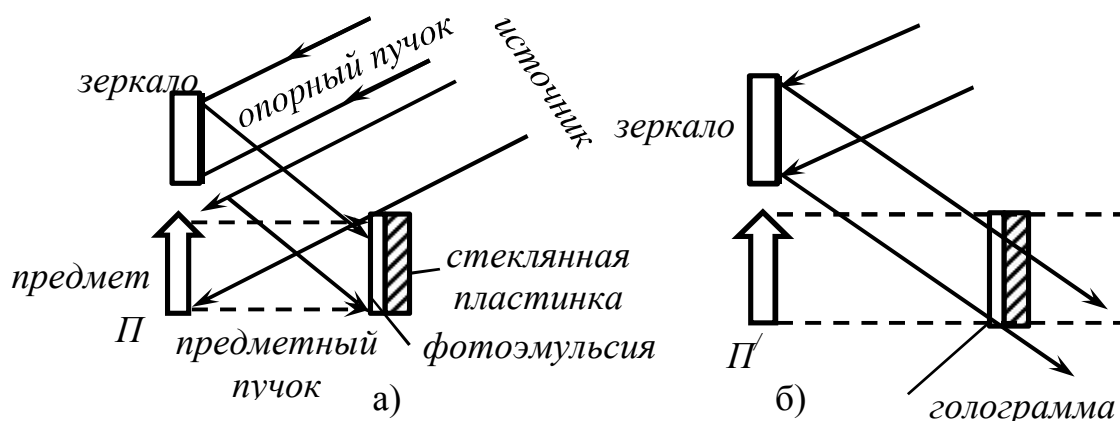 зеркало
опорный пучок
источник
предмет
П
предметный
пучок
стеклянная
пластинка
фотоэмульсия
а)
зеркало
П/
б)
голограмма